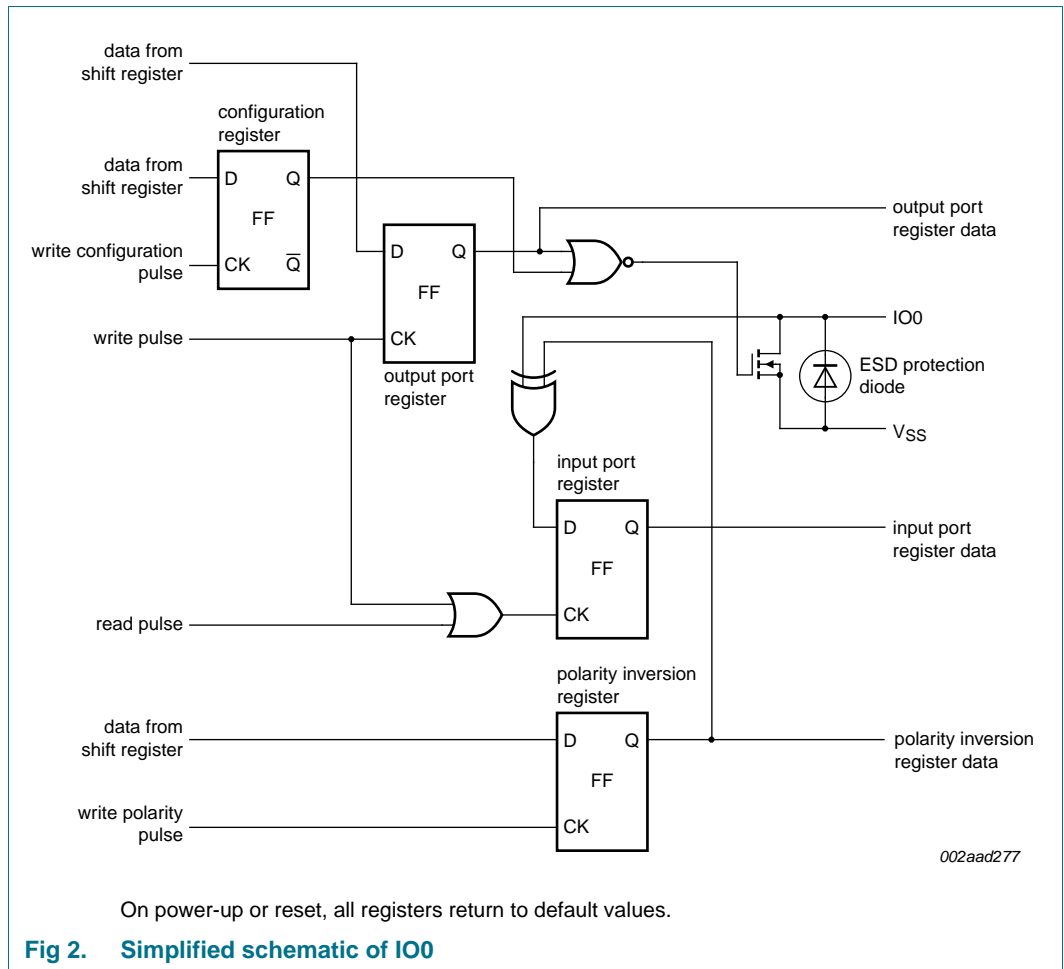 data from
shift register
configuration
register
data from
shift register
D
Q
FF
write configuration
pulse
CK
Q̅
output port
register data
D
Q
FF
write pulse
CK
output port
register
IO0
ESD protection
diode
VSS
input port
register
D
Q
input port
register data
FF
CK
read pulse
polarity inversion
register
data from
shift register
D
Q
polarity inversion
register data
FF
write polarity
pulse
CK
002aad277
On power-up or reset, all registers return to default values.
Fig 2. Simplified schematic of IO0